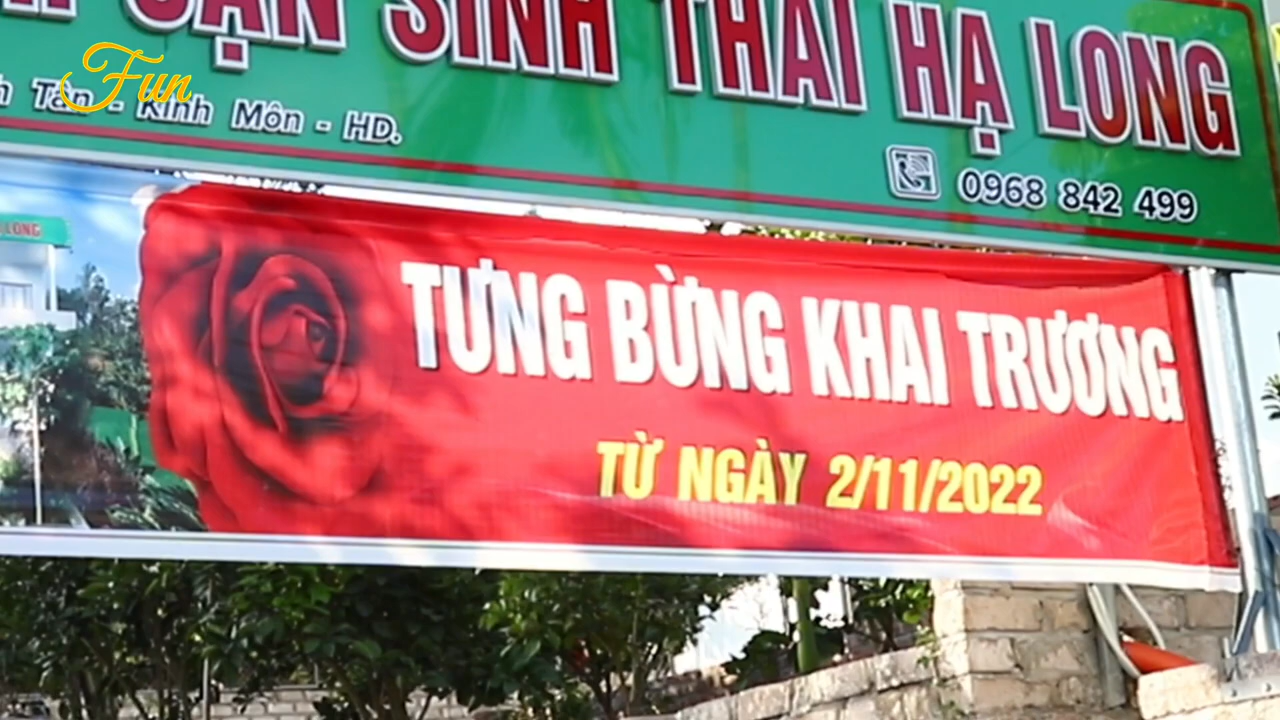 SẠN SINH THÁI HẠ LONG
Fun
Tân - Kinh Môn - HD.
0968 842 499
LONG
TƯNG BỪNG KHAI TRƯƠNG
TỪ NGÀY 2/11/2022